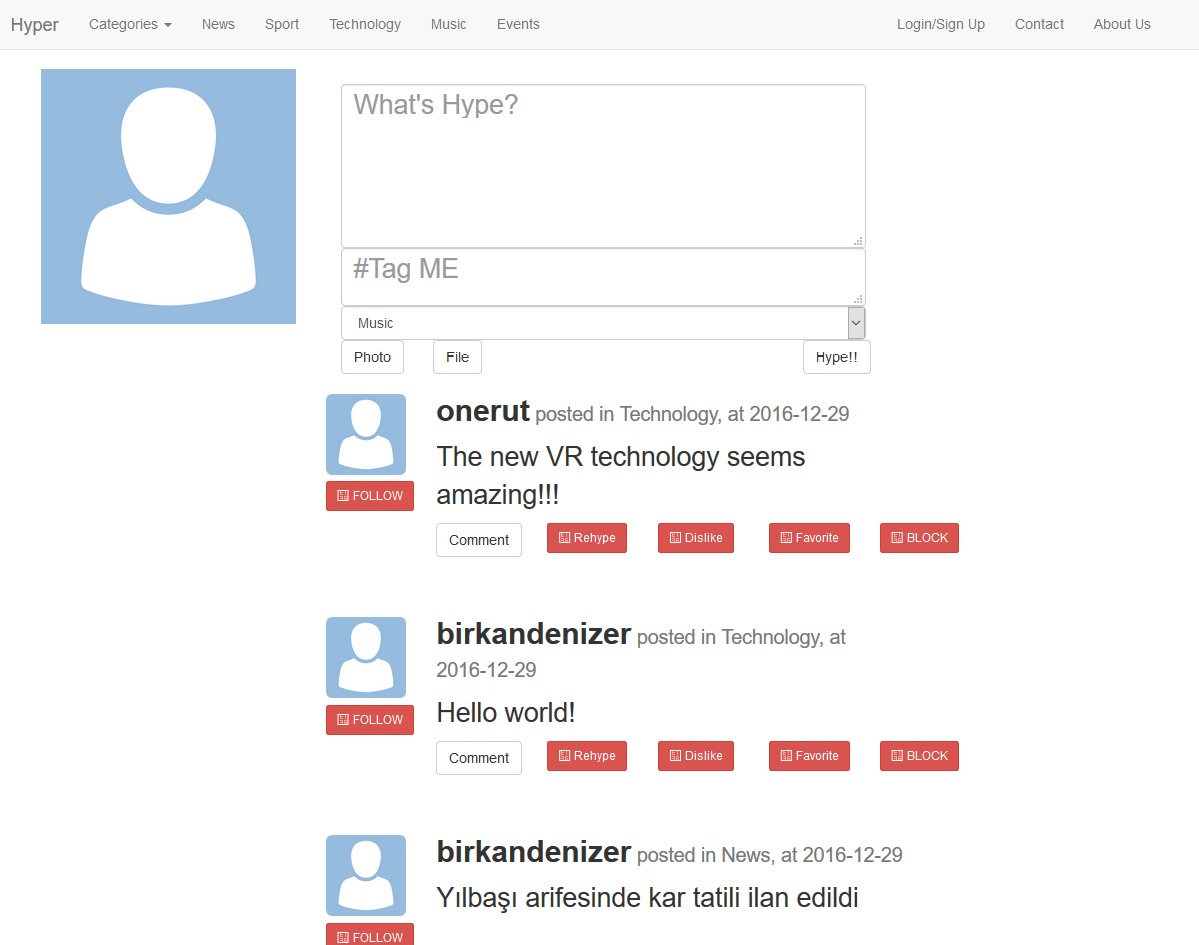 Hyper Categories News Sport Technology Music Events Login/Sign Up Contact About Us
What's Hype?
#Tag ME
Music
Photo File Hype!!
onerut posted in Technology, at 2016-12-29
The new VR technology seems
amazing!!!
FOLLOW
Comment Rehype Dislike Favorite BLOCK
birkandenizer posted in Technology, at
2016-12-29
Hello world!
FOLLOW
Comment Rehype Dislike Favorite BLOCK
birkandenizer posted in News, at 2016-12-29
Yılbaşı arifesinde kar tatili ilan edildi
FOLLOW